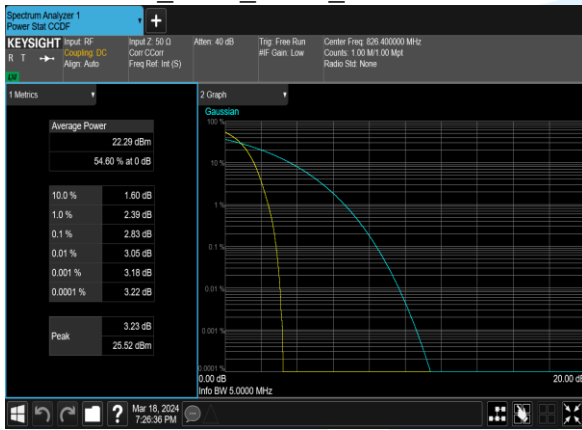 Spectrum Analyzer 1
Power Stat CCDF
KEYSIGHT
R T
Input: RF
Coupling: DC
Align: Auto
Input Z: 50 Ω
Corr CCorr
Freq Ref: Int (S)
Atten: 40 dB
Trig: Free Run
#IF Gain: Low
Center Freq: 826.400000 MHz
Counts: 1.00 M/1.00 Mpt
Radio Std: None
1 Metrics
Average Power
22.29 dBm
54.60 % at 0 dB
10.0 % 1.60 dB
1.0 % 2.39 dB
0.1 % 2.83 dB
0.01 % 3.05 dB
0.001 % 3.18 dB
0.0001 % 3.22 dB
Peak
3.23 dB
25.52 dBm
2 Graph
Gaussian
100 %
10 %
1 %
0.1 %
0.01 %
0.001 %
0.0001 %
0.00 dB
20.00 dB
Info BW 5.0000 MHz
Mar 18, 2024
7:26:36 PM